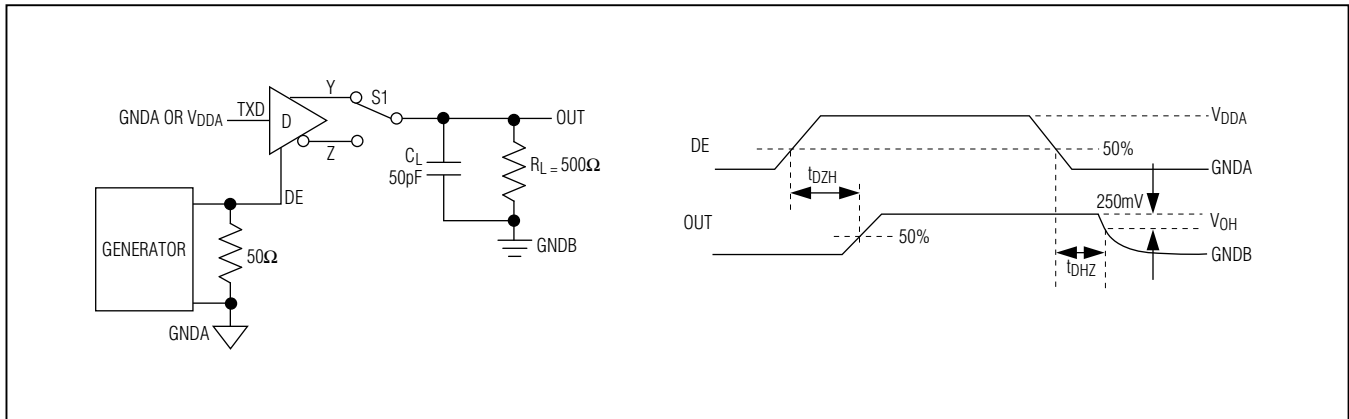 GNDA OR VDDA
TXD
D
Y
Z
S1
OUT
CL
50pF
RL = 500Ω
GNDB
DE
GENERATOR
50Ω
GNDA
DE
VDDA
50%
GNDA
tDZH
250mV
OUT
50%
VOH
GNDB
tDHZ